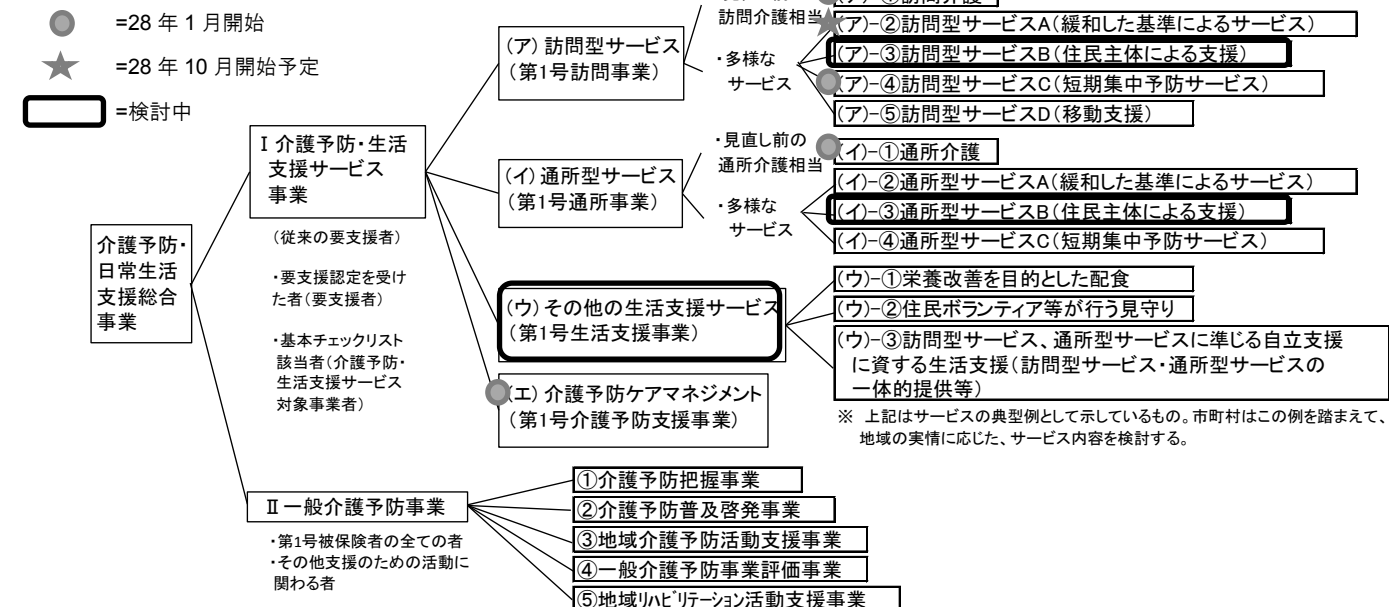 =28 年 1 月開始
=28 年 10 月開始予定
=検討中
介護予防・
日常生活
支援総合
事業
Ⅰ 介護予防・生活
支援サービス
事業
(従来の要支援者)
・要支援認定を受け
た者(要支援者)
・基本チェックリスト
該当者(介護予防・
生活支援サービス
対象事業者)
(ア) 訪問型サービス
(第1号訪問事業)
訪問介護相当
・多様な
サービス
(ア)-①訪問介護
(ア)-②訪問型サービスA(緩和した基準によるサービス)
(ア)-③訪問型サービスB(住民主体による支援)
(ア)-④訪問型サービスC(短期集中予防サービス)
(ア)-⑤訪問型サービスD(移動支援)
(イ) 通所型サービス
(第1号通所事業)
・見直し前の
通所介護相当
・多様な
サービス
(イ)-①通所介護
(イ)-②通所型サービスA(緩和した基準によるサービス)
(イ)-③通所型サービスB(住民主体による支援)
(イ)-④通所型サービスC(短期集中予防サービス)
(ウ) その他の生活支援サービス
(第1号生活支援事業)
(ウ)-①栄養改善を目的とした配食
(ウ)-②住民ボランティア等が行う見守り
(ウ)-③訪問型サービス、通所型サービスに準じる自立支援
に資する生活支援(訪問型サービス・通所型サービスの
一体的提供等)
※ 上記はサービスの典型例として示しているもの。市町村はこの例を踏まえて、
地域の実情に応じた、サービス内容を検討する。
(エ) 介護予防ケアマネジメント
(第1号介護予防支援事業)
Ⅱ 一般介護予防事業
・第1号被保険者の全ての者
・その他支援のための活動に
関わる者
①介護予防把握事業
②介護予防普及啓発事業
③地域介護予防活動支援事業
④一般介護予防事業評価事業
⑤地域ﾘﾊﾋﾞﾘﾃｰｼｮﾝ活動支援事業